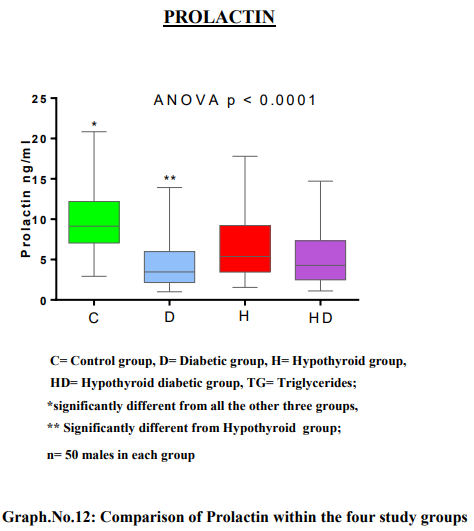 PROLACTIN
ANOVA p < 0.0001
Prolactin ng/ml
25
20
15
10
5
0
*
**
C D H HD
C= Control group, D= Diabetic group, H= Hypothyroid group,
HD= Hypothyroid diabetic group, TG= Triglycerides;
*significantly different from all the other three groups,
** Significantly different from Hypothyroid group;
n= 50 males in each group
Graph.No.12: Comparison of Prolactin within the four study groups